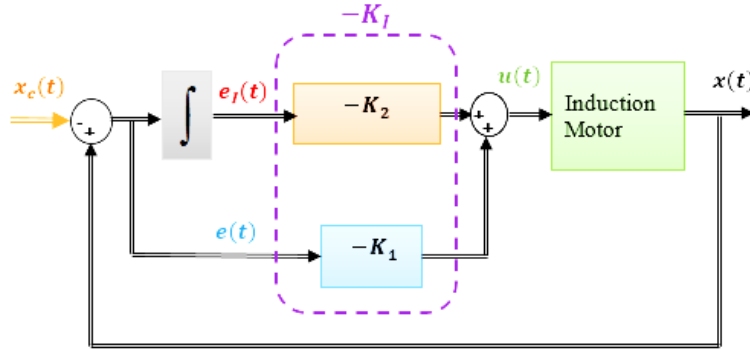 −K_I
x_c(t)
- +
∫
e_I(t)
−K_2
+
+
u(t)
Induction
Motor
x(t)
e(t)
−K_1